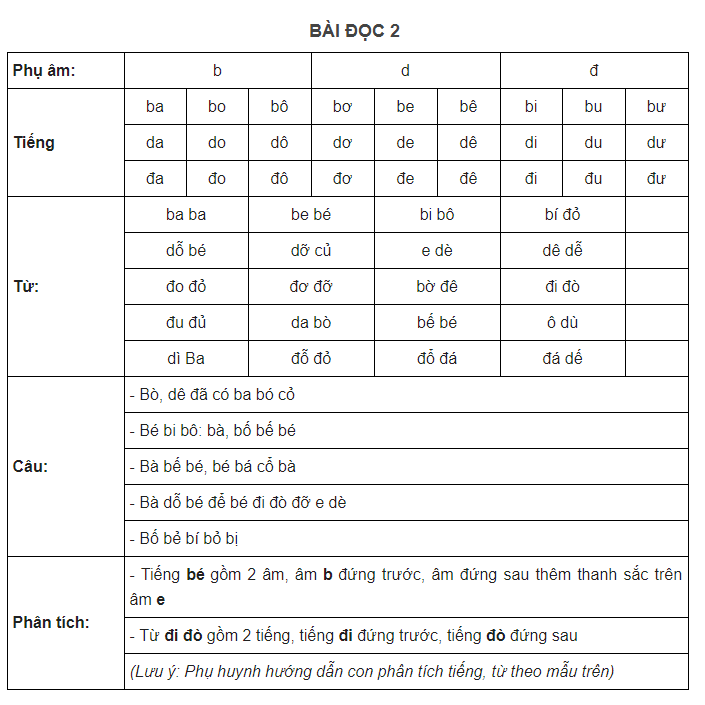 BÀI ĐỌC 2
Phụ âm: b d đ
ba bo bô bơ be bê bi bu bư
Tiếng da do dô dơ de dê di du dư
đa đo đô đơ đe đê đi đu đư
ba ba be bé bi bô bí đỏ
dỗ bé dỡ củ e dè dê dễ
Từ: đo đỏ đơ đỡ bờ đê đi đò
đu đủ da bò bế bé ô dù
dì Ba đỗ đỏ đổ đá đá dế
- Bò, dê đã có ba bó cỏ
- Bé bi bô: bà, bố bế bé
Câu: - Bà bế bé, bé bá cổ bà
- Bà dỗ bé để bé đi đò đỡ e dè
- Bố bẻ bí bỏ bị
- Tiếng bé gồm 2 âm, âm b đứng trước, âm đứng sau thêm thanh sắc trên
âm e
Phân tích: - Từ đi đò gồm 2 tiếng, tiếng đi đứng trước, tiếng đò đứng sau
(Lưu ý: Phụ huynh hướng dẫn con phân tích tiếng, từ theo mẫu trên)